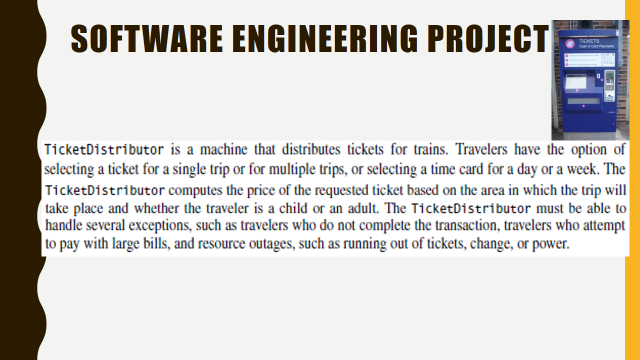 SOFTWARE ENGINEERING PROJECT
TICKETS
Cash & Card Payments
TicketDistributor is a machine that distributes tickets for trains. Travelers have the option of
selecting a ticket for a single trip or for multiple trips, or selecting a time card for a day or a week. The
TicketDistributor computes the price of the requested ticket based on the area in which the trip will
take place and whether the traveler is a child or an adult. The TicketDistributor must be able to
handle several exceptions, such as travelers who do not complete the transaction, travelers who attempt
to pay with large bills, and resource outages, such as running out of tickets, change, or power.